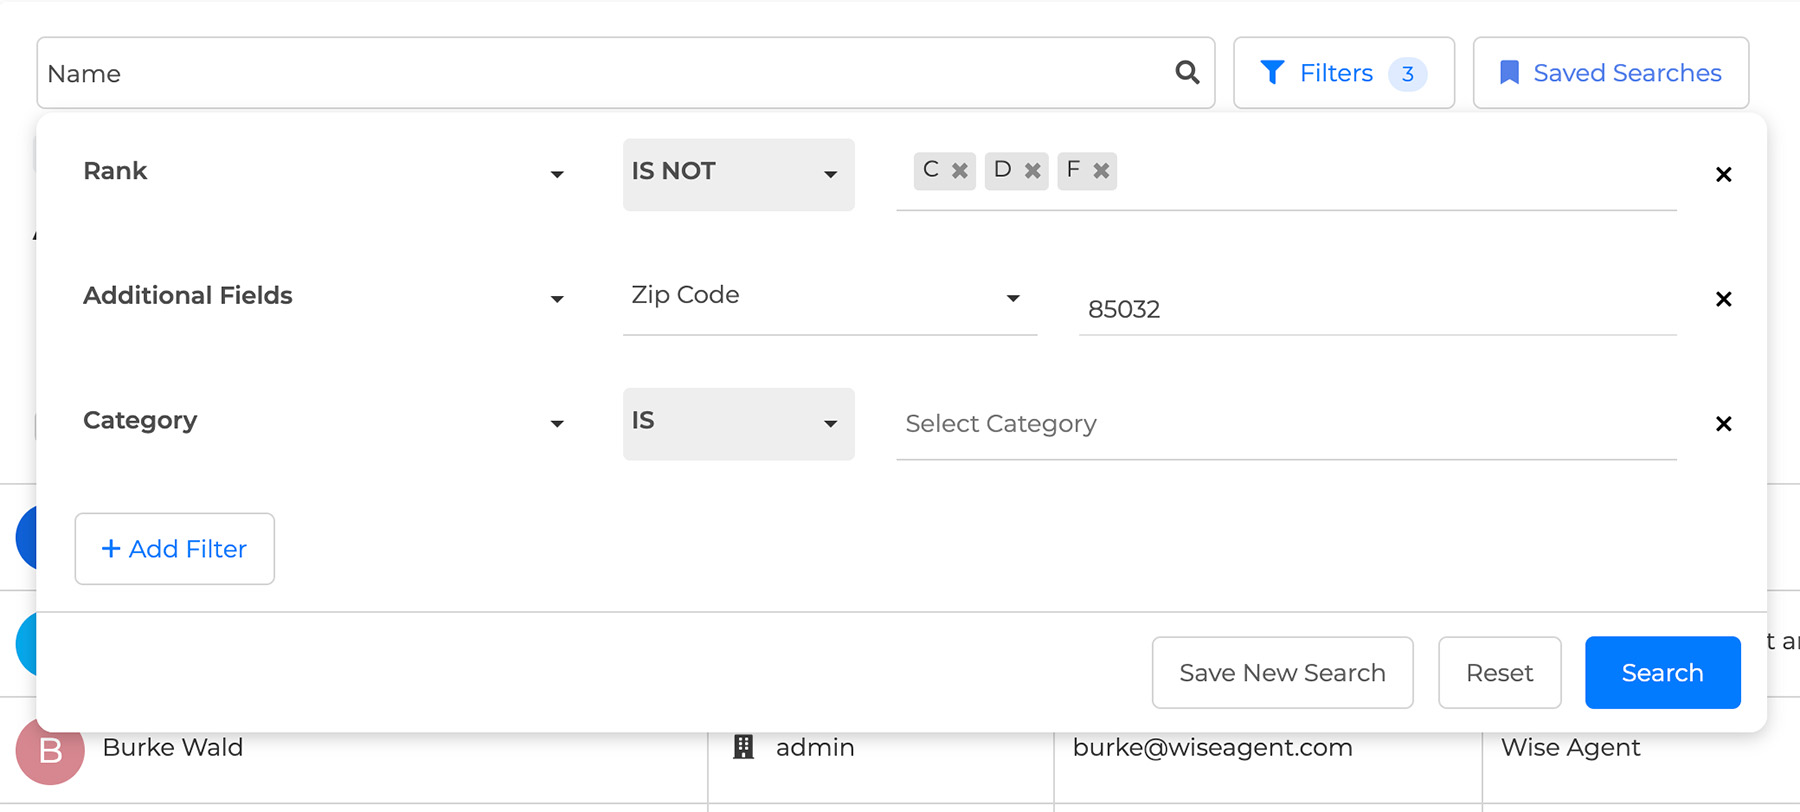 Name
Filters 3
Saved Searches
Rank
IS NOT
C D F
Additional Fields
Zip Code
85032
Category
IS
Select Category
+ Add Filter
Save New Search
Reset
Search
B Burke Wald
admin
burke@wiseagent.com
Wise Agent